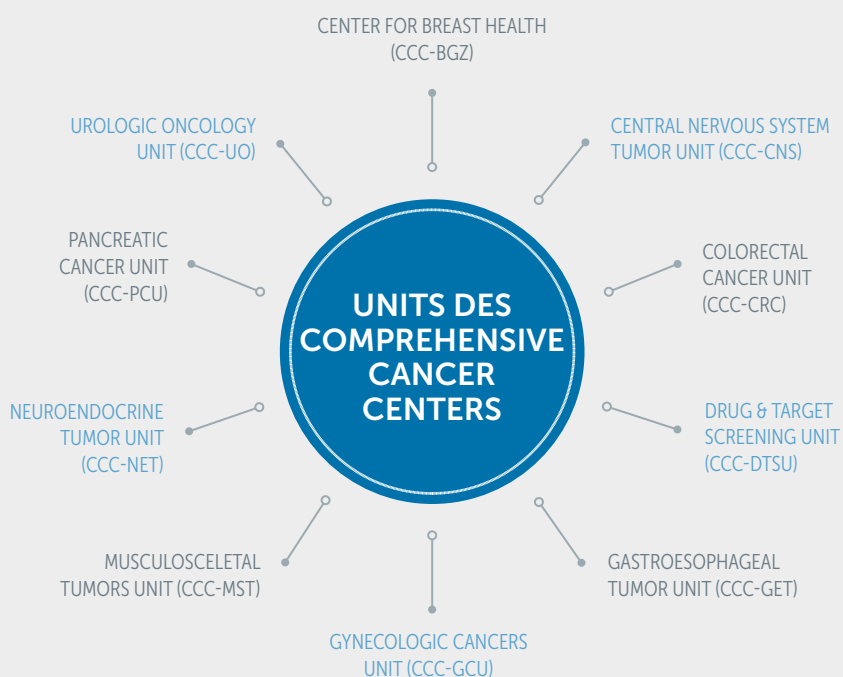 CENTER FOR BREAST HEALTH
(CCC-BGZ)
UROLOGIC ONCOLOGY
UNIT (CCC-UO)
CENTRAL NERVOUS SYSTEM
TUMOR UNIT (CCC-CNS)
PANCREATIC
CANCER UNIT
(CCC-PCU)
COLORECTAL
CANCER UNIT
(CCC-CRC)
UNITS DES
COMPREHENSIVE
CANCER
CENTERS
NEUROENDOCRINE
TUMOR UNIT
(CCC-NET)
DRUG & TARGET
SCREENING UNIT
(CCC-DTSU)
MUSCULOSCELETAL
TUMORS UNIT (CCC-MST)
GASTROESOPHAGEAL
TUMOR UNIT (CCC-GET)
GYNECOLOGIC CANCERS
UNIT (CCC-GCU)